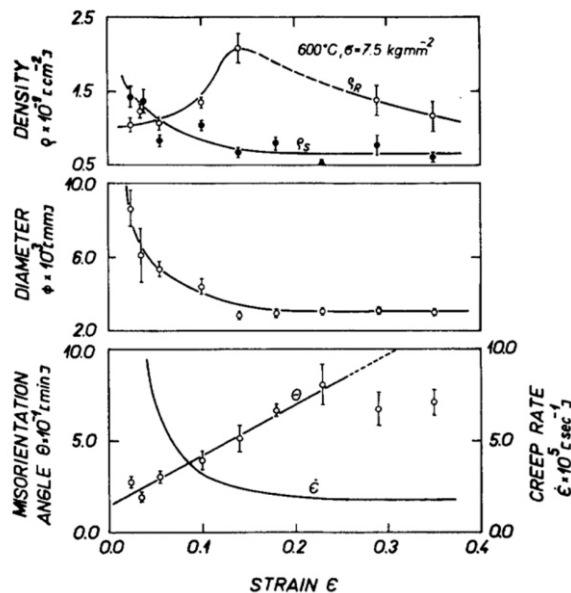 2.5
1.5
0.5
DENSITY
ρ × 10⁻⁹ [cm⁻²]
600°C, σ=7.5 kgmm⁻²
ρR
ρS
10.0
6.0
2.0
DIAMETER
ϕ × 10³ [mm]
10.0
5.0
0.0
MISORIENTATION
ANGLE θ×10⁻¹ [min]
θ
ε̇
10.0
5.0
0.0
CREEP RATE
ε̇ × 10⁵ [sec⁻¹]
0.0 0.1 0.2 0.3 0.4
STRAIN ε